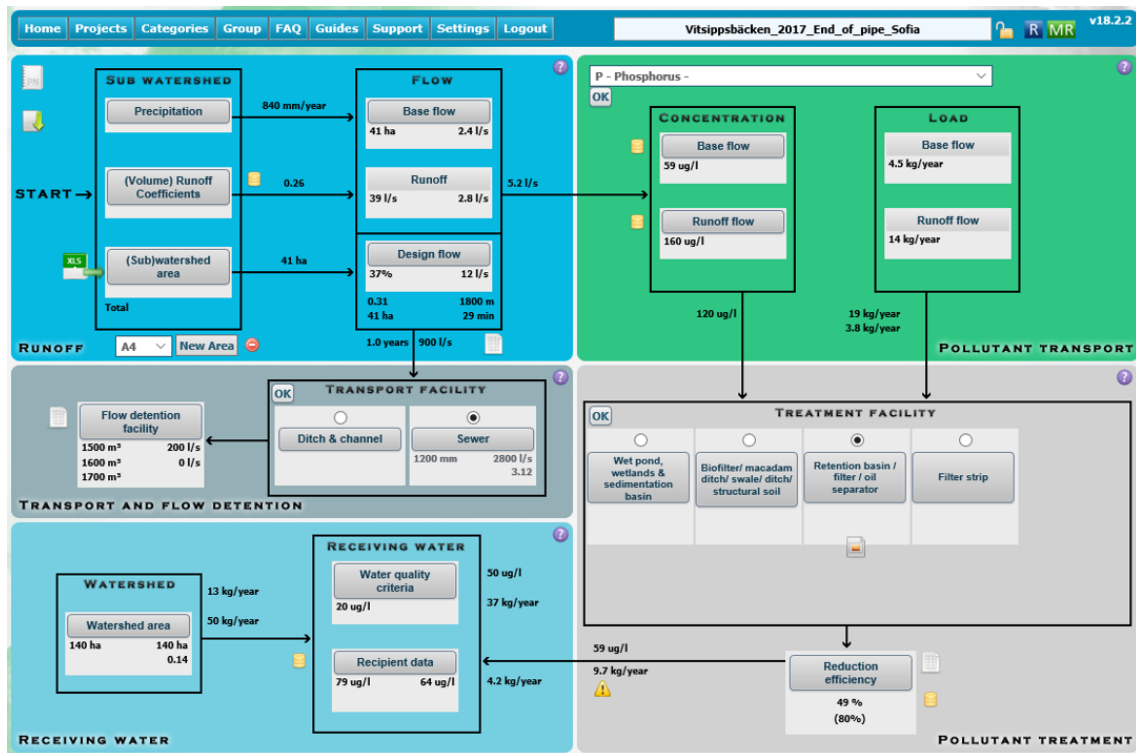 Home Projects Categories Group FAQ Guides Support Settings Logout
Vitsippsbäcken_2017_End_of_pipe_Sofia
R MR
v18.2.2
SUB WATERSHED
FLOW
PN
Precipitation
840 mm/year
Base flow
41 ha 2.4 l/s
START
(Volume) Runoff
Coefficients
0.26
Runoff
39 l/s 2.8 l/s
5.2 l/s
XLS
(Sub)watershed
area
41 ha
Total
Design flow
37% 12 l/s
0.31 1800 m
41 ha 29 min
RUNOFF
A4
New Area
1.0 years 900 l/s
P - Phosphorus -
OK
CONCENTRATION
Base flow
59 ug/l
Runoff flow
160 ug/l
LOAD
Base flow
4.5 kg/year
Runoff flow
14 kg/year
120 ug/l
19 kg/year
3.8 kg/year
POLLUTANT TRANSPORT
OK
TRANSPORT FACILITY
Flow detention
facility
1500 m³ 200 l/s
1600 m³ 0 l/s
1700 m³
Ditch & channel
Sewer
1200 mm 2800 l/s
3.12
TRANSPORT AND FLOW DETENTION
OK
TREATMENT FACILITY
Wet pond,
wetlands &
sedimentation
basin
Biofilter/ macadam
ditch/ swale/ ditch/
structural soil
Retention basin /
filter / oil
separator
Filter strip
59 ug/l
9.7 kg/year
Reduction
efficiency
49 %
(80%)
POLLUTANT TREATMENT
WATERSHED
Watershed area
140 ha 140 ha
0.14
13 kg/year
50 kg/year
RECEIVING WATER
Water quality
criteria
20 ug/l
Recipient data
79 ug/l 64 ug/l
50 ug/l
37 kg/year
4.2 kg/year
RECEIVING WATER